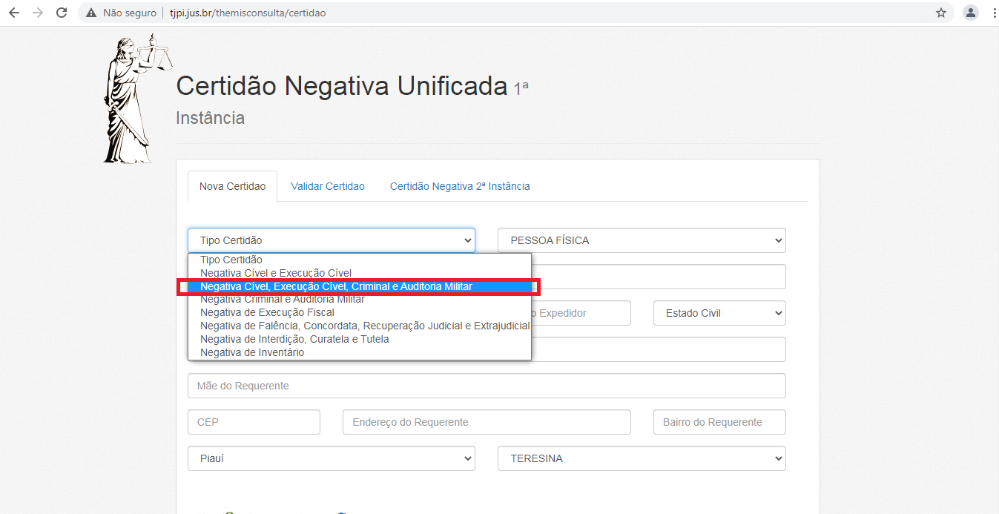 Não seguro
tjpi.jus.br/themisconsulta/certidao
Certidão Negativa Unificada 1ª
Instância
Nova Certidao
Validar Certidao
Certidão Negativa 2ª Instância
Tipo Certidão
PESSOA FÍSICA
Tipo Certidão
Negativa Cível e Execução Cível
Negativa Cível, Execução Cível, Criminal e Auditoria Militar
Negativa Criminal e Auditoria Militar
Negativa de Execução Fiscal
Negativa de Falência, Concordata, Recuperação Judicial e Extrajudicial
Negativa de Interdição, Curatela e Tutela
Negativa de Inventário
Expedidor
Estado Civil
Mãe do Requerente
CEP
Endereço do Requerente
Bairro do Requerente
Piauí
TERESINA